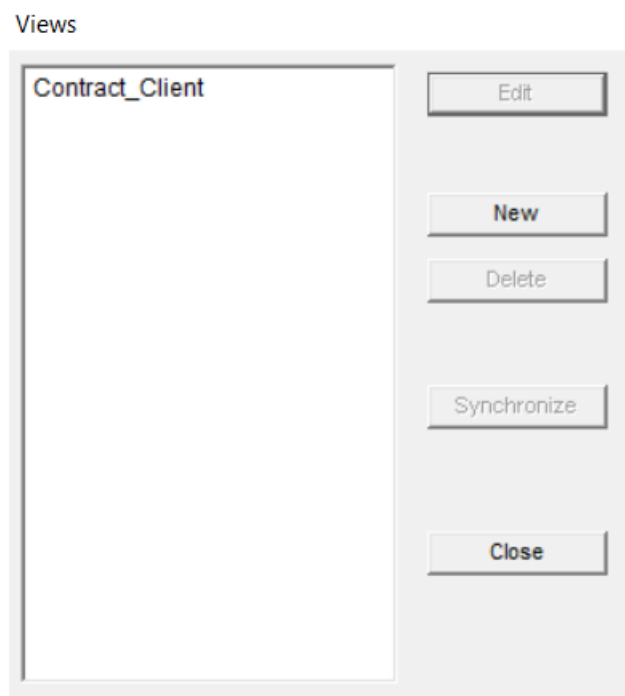 Views
Contract_Client
Edit
New
Delete
Synchronize
Close